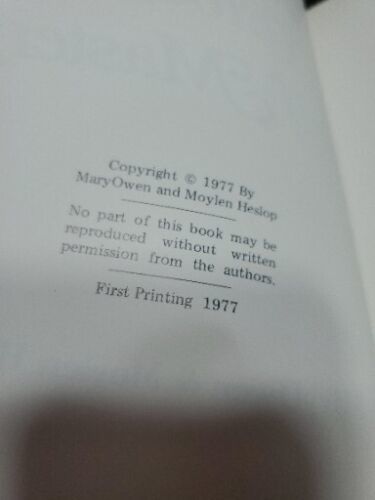 Copyright © 1977 By
MaryOwen and Moylen Heslop
No part of this book may be
reproduced without written
permission from the authors.
First Printing 1977